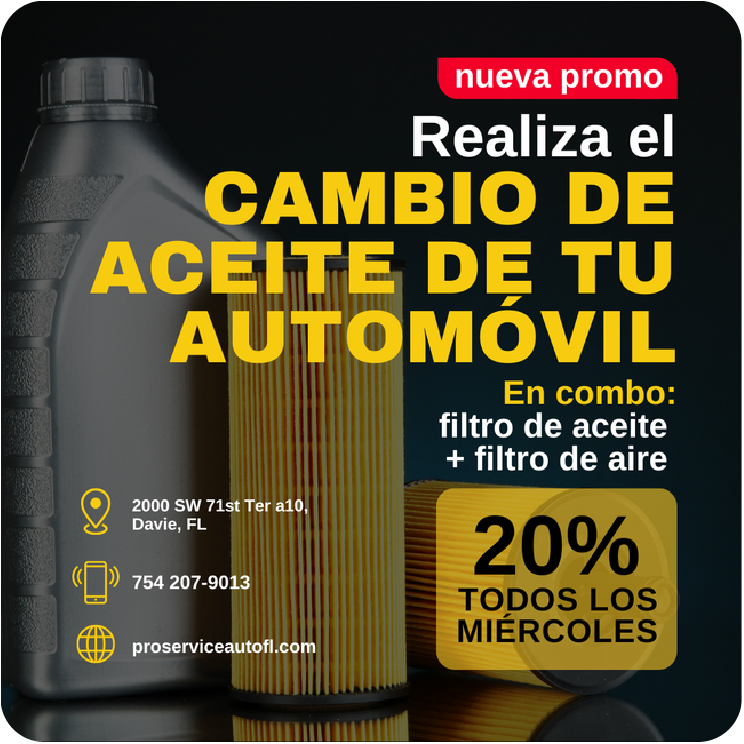 nueva promo
Realiza el
CAMBIO DE
ACEITE DE TU
AUTOMÓVIL
En combo:
filtro de aceite
+ filtro de aire
20%
TODOS LOS
MIÉRCOLES
2000 SW 71st Ter a10,
Davie, FL
754 207-9013
proserviceautofl.com